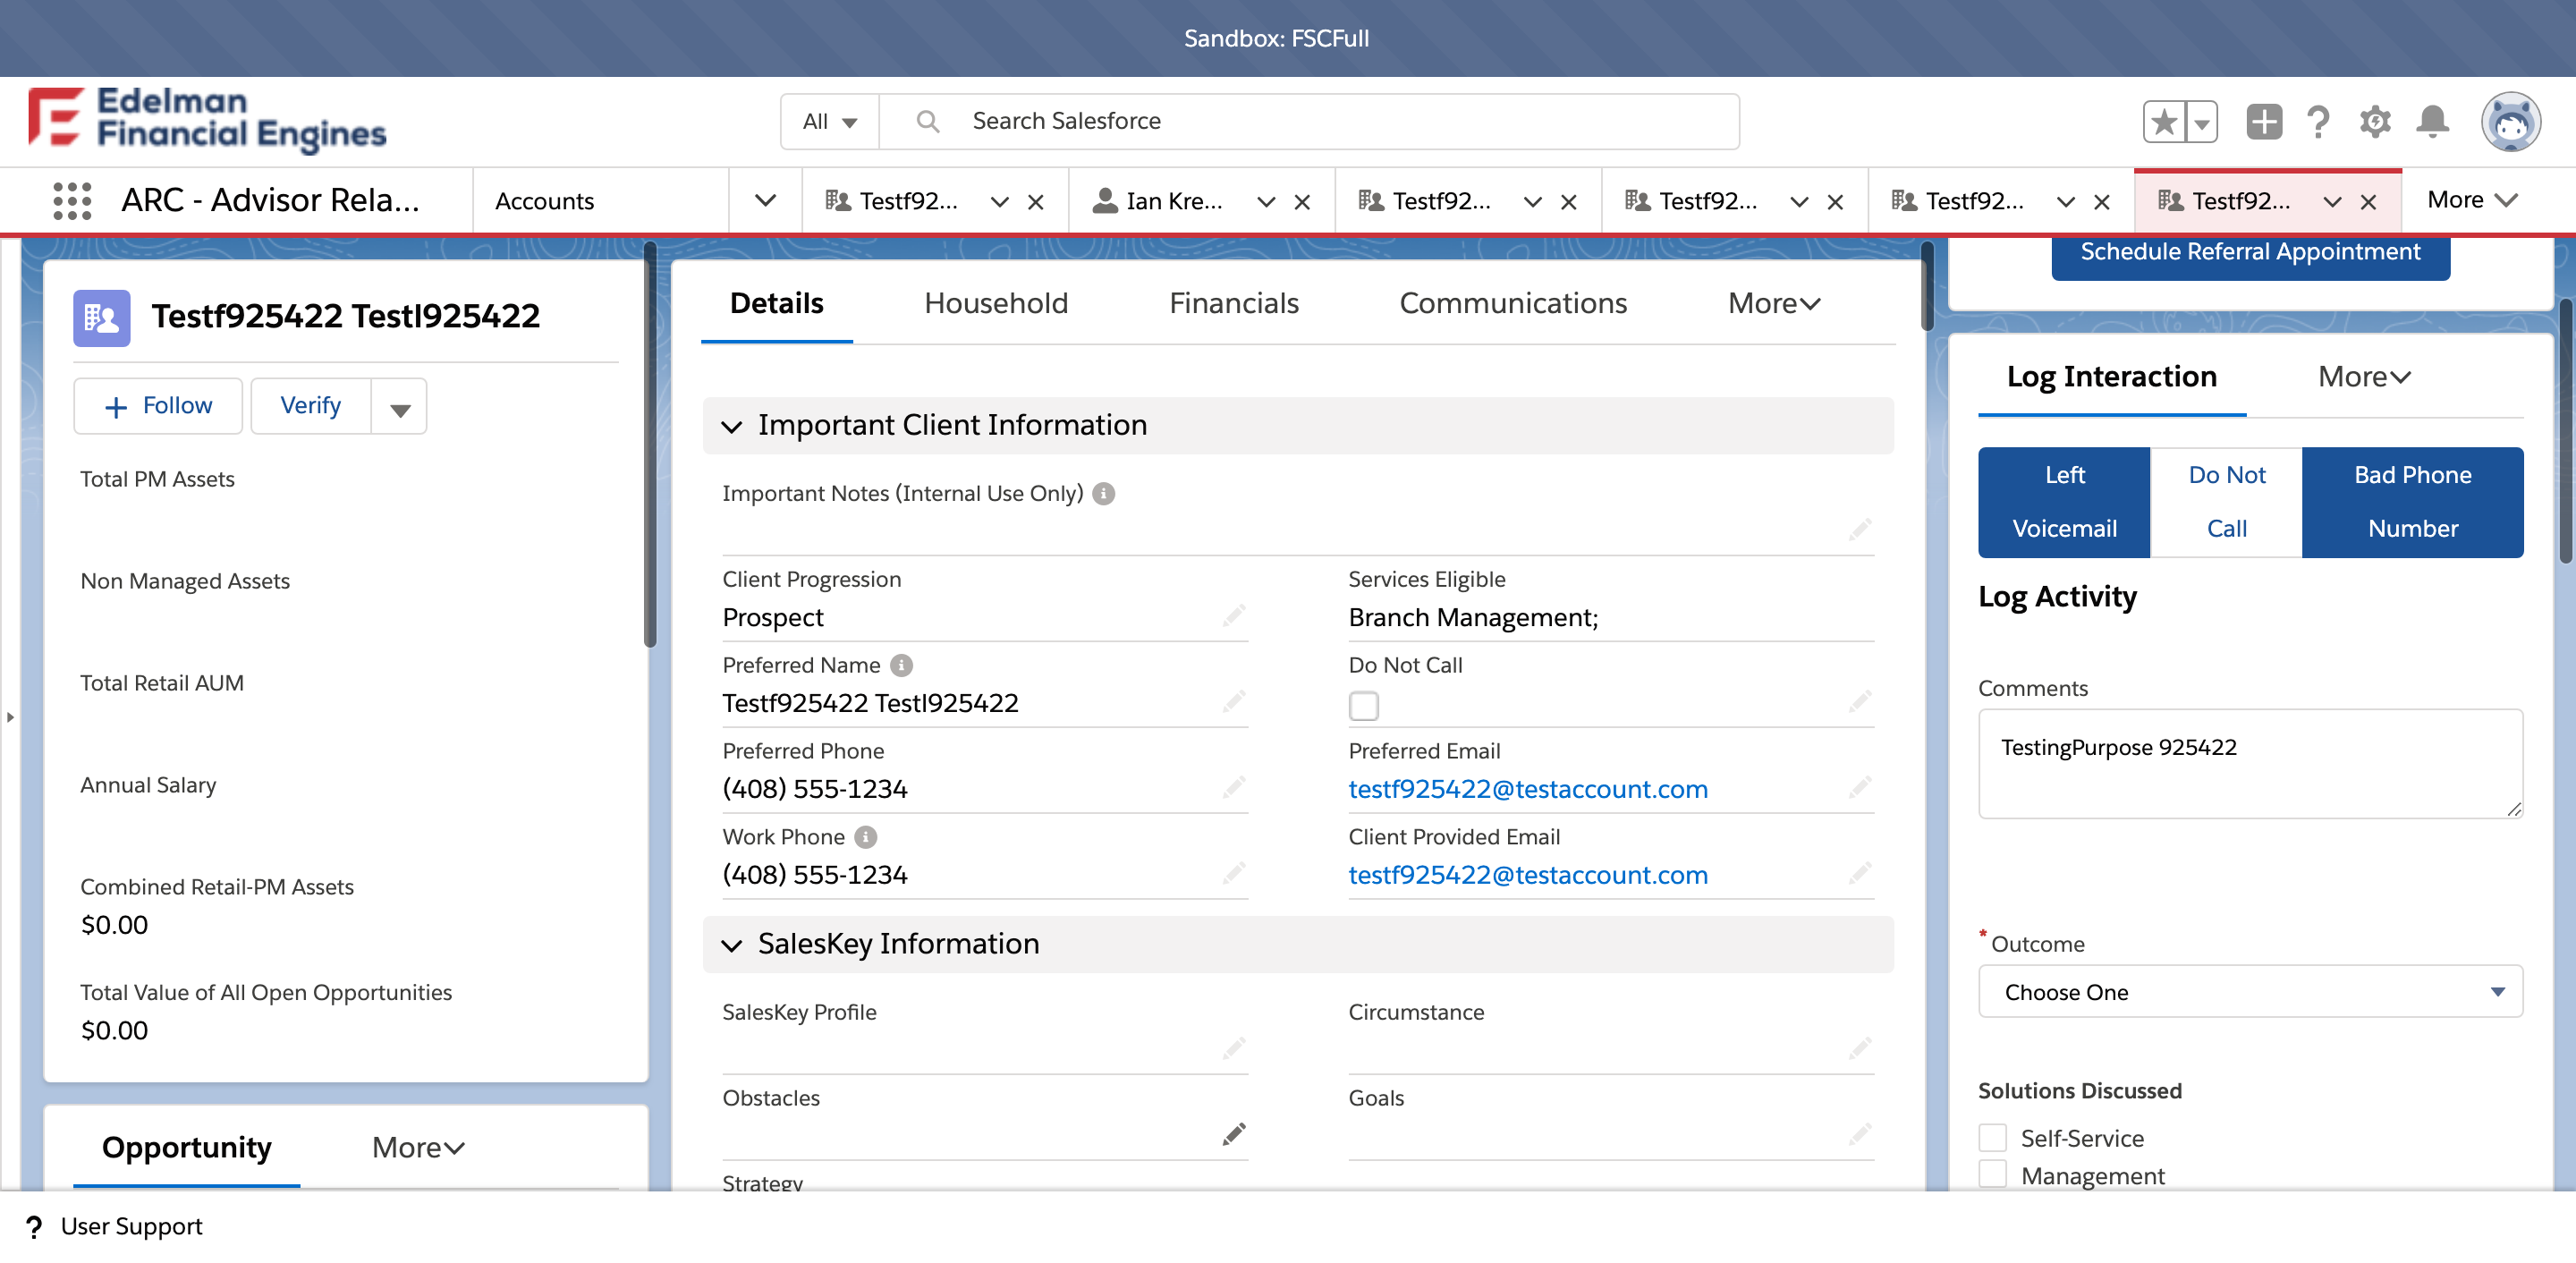 Sandbox: FSCFull
Edelman
Financial Engines
All
Search Salesforce
ARC - Advisor Rela...
Accounts
Testf92...
Ian Kre...
Testf92...
Testf92...
Testf92...
Testf92...
More
Testf925422 Testl925422
Follow
Verify
Total PM Assets
Non Managed Assets
Total Retail AUM
Annual Salary
Combined Retail-PM Assets
$0.00
Total Value of All Open Opportunities
$0.00
Opportunity
More
Details
Household
Financials
Communications
More
Important Client Information
Important Notes (Internal Use Only)
Client Progression
Prospect
Services Eligible
Branch Management;
Preferred Name
Testf925422 Testl925422
Do Not Call
Preferred Phone
(408) 555-1234
Preferred Email
testf925422@testaccount.com
Work Phone
(408) 555-1234
Client Provided Email
testf925422@testaccount.com
SalesKey Information
SalesKey Profile
Circumstance
Obstacles
Goals
Strategy
Schedule Referral Appointment
Log Interaction
More
Left
Voicemail
Do Not
Call
Bad Phone
Number
Log Activity
Comments
TestingPurpose 925422
* Outcome
Choose One
Solutions Discussed
Self-Service
Management
? User Support